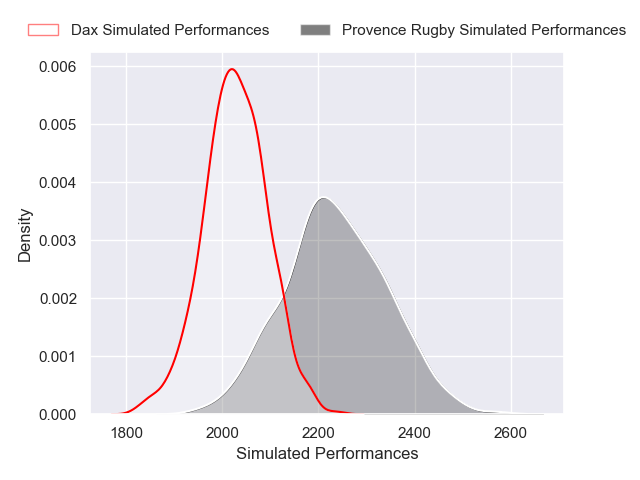 Dax Simulated Performances Provence Rugby Simulated Performances
0.006
0.005
0.004
0.003
0.002
0.001
0.000
Density
1800 2000 2200 2400 2600
Simulated Performances